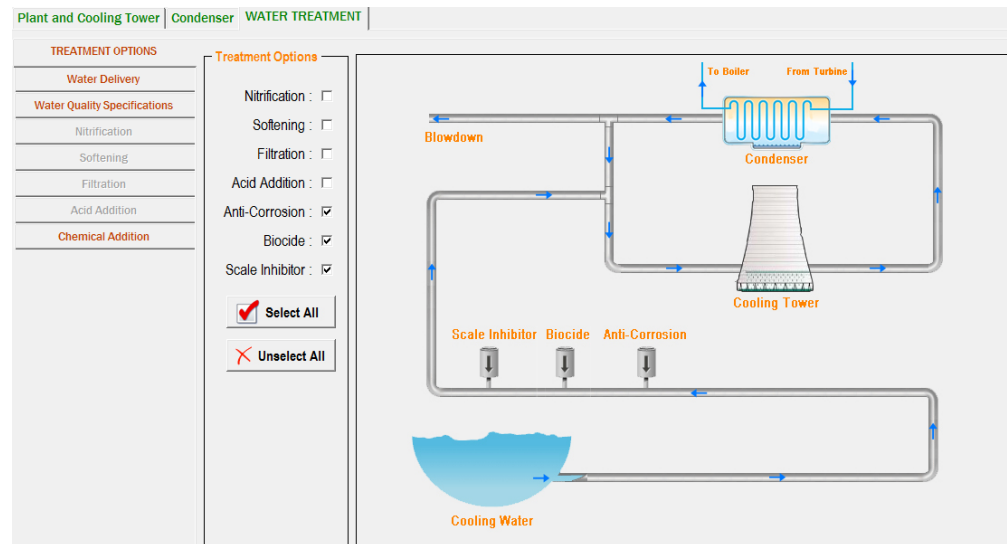 Plant and Cooling Tower
Condenser
WATER TREATMENT
TREATMENT OPTIONS
Water Delivery
Water Quality Specifications
Nitrification
Softening
Filtration
Acid Addition
Chemical Addition
Treatment Options
Nitrification :
Softening :
Filtration :
Acid Addition :
Anti-Corrosion :
Biocide :
Scale Inhibitor :
Select All
Unselect All
To Boiler
From Turbine
Blowdown
Condenser
Cooling Tower
Scale Inhibitor
Biocide
Anti-Corrosion
Cooling Water